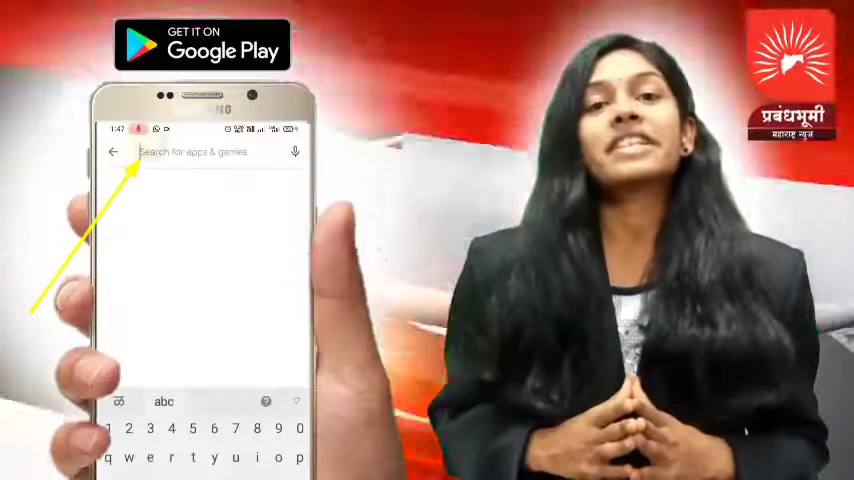 GET IT ON
Google Play
प्रबंधभूमी
महाराष्ट्र न्यूज
SAMSUNG
1:47
Search for apps & games
abc
1 2 3 4 5 6 7 8 9 0
q w e r t y u i o p